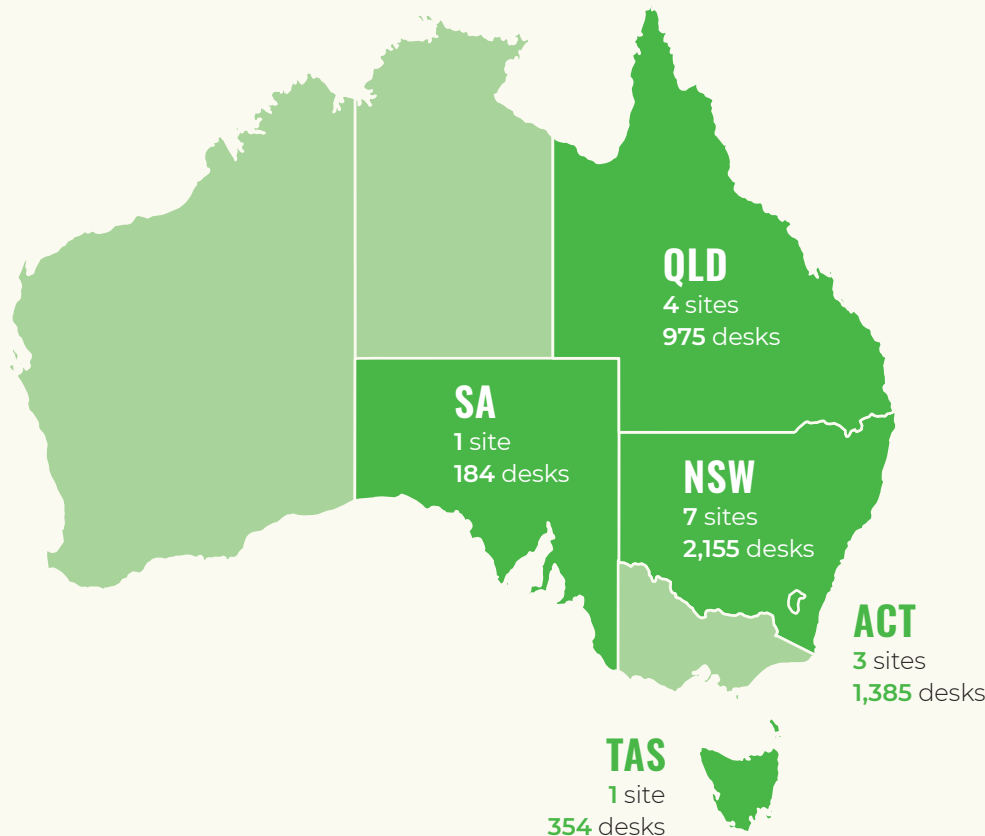 QLD
4 sites
975 desks
SA
1 site
184 desks
NSW
7 sites
2,155 desks
ACT
3 sites
1,385 desks
TAS
1 site
354 desks